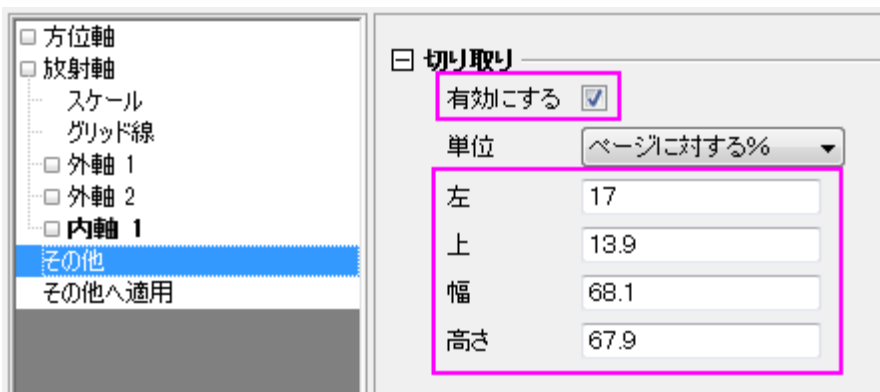 方位軸
放射軸
スケール
グリッド線
外軸 1
外軸 2
内軸 1
その他
その他へ適用
切り取り
有効にする
単位 ページに対する%
左 17
上 13.9
幅 68.1
高さ 67.9